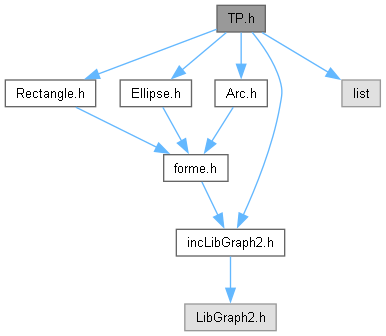 TP.h
Rectangle.h
Ellipse.h
Arc.h
list
forme.h
incLibGraph2.h
LibGraph2.h